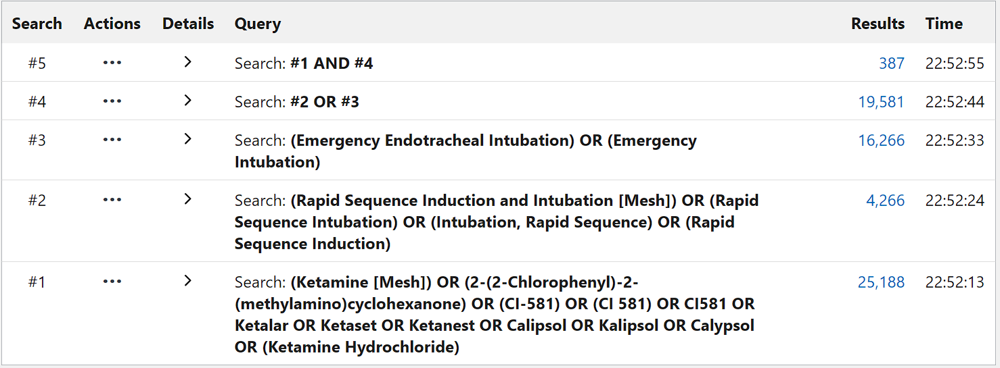 Search Actions Details Query Results Time
#5 ••• > Search: #1 AND #4 387 22:52:55
#4 ••• > Search: #2 OR #3 19,581 22:52:44
#3 ••• > Search: (Emergency Endotracheal Intubation) OR (Emergency 16,266 22:52:33
Intubation)
#2 ••• > Search: (Rapid Sequence Induction and Intubation [Mesh]) OR (Rapid 4,266 22:52:24
Sequence Intubation) OR (Intubation, Rapid Sequence) OR (Rapid
Sequence Induction)
#1 ••• > Search: (Ketamine [Mesh]) OR (2-(2-Chlorophenyl)-2- 25,188 22:52:13
(methylamino)cyclohexanone) OR (CI-581) OR (CI 581) OR CI581 OR
Ketalar OR Ketaset OR Ketanest OR Calipsol OR Kalipsol OR Calypsol
OR (Ketamine Hydrochloride)